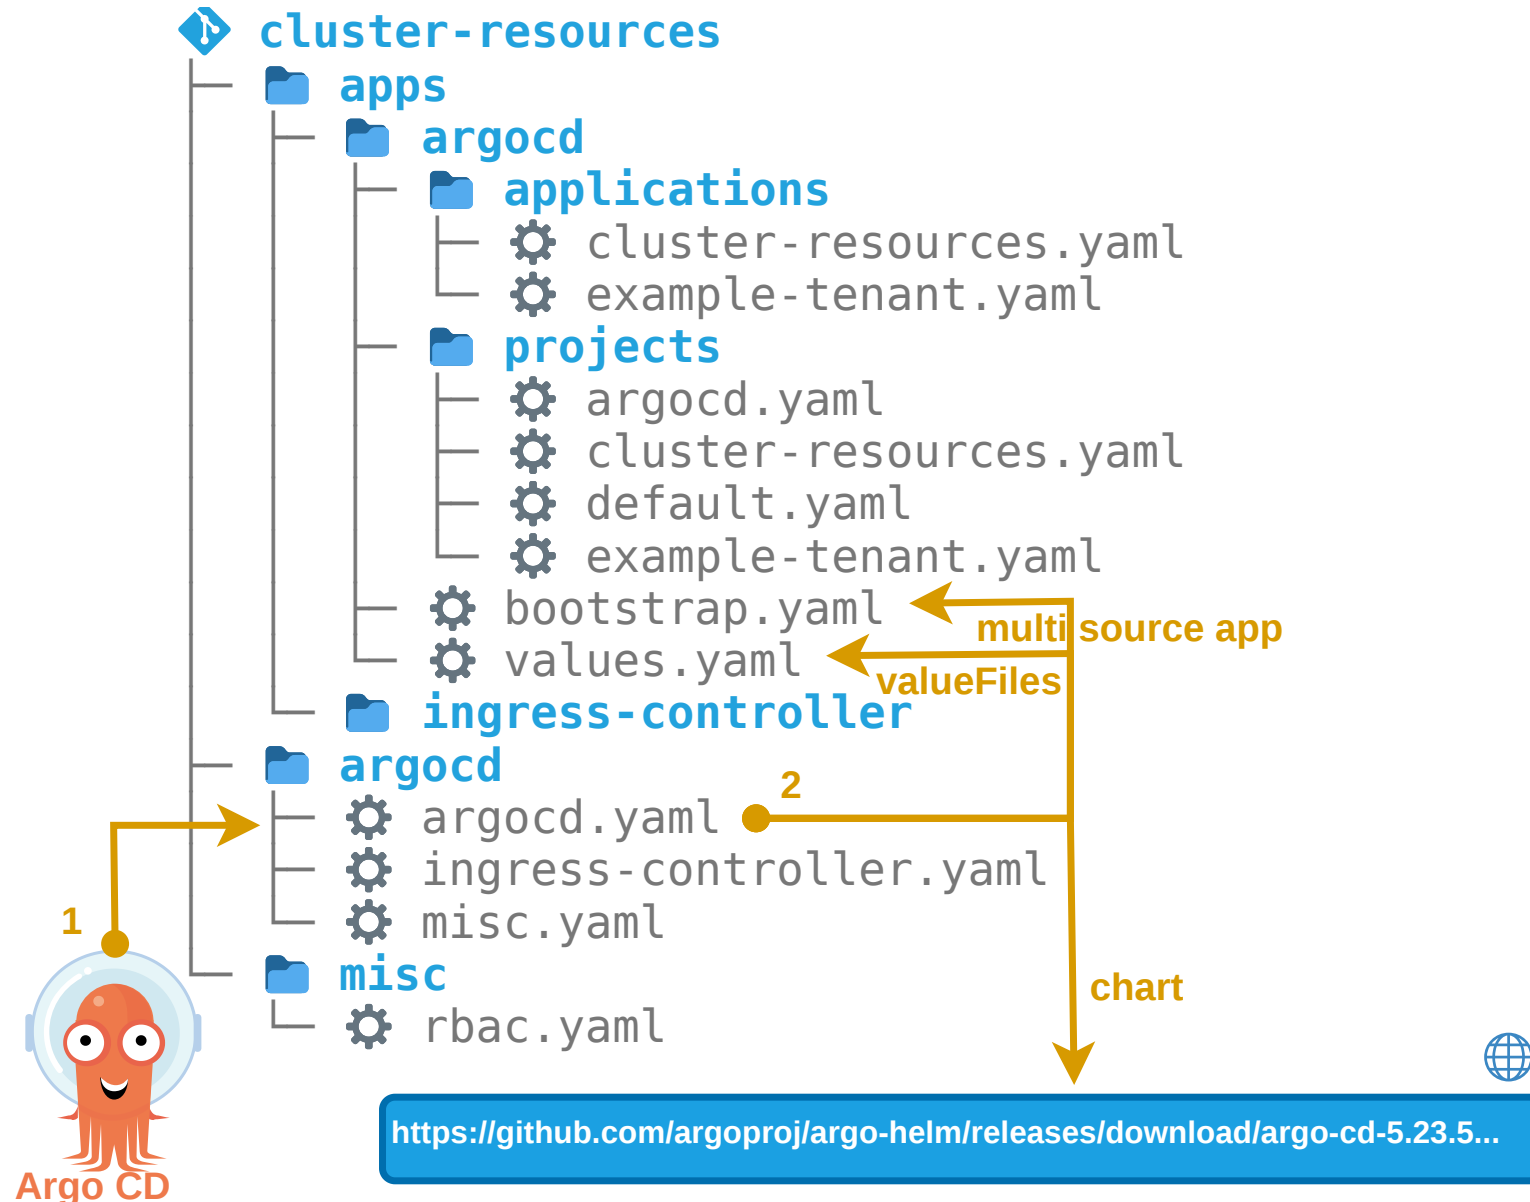 cluster-resources
apps
argocd
applications
cluster-resources.yaml
example-tenant.yaml
projects
argocd.yaml
cluster-resources.yaml
default.yaml
example-tenant.yaml
bootstrap.yaml
multi source app
values.yaml
valueFiles
ingress-controller
argocd
2
argocd.yaml
ingress-controller.yaml
1
misc.yaml
misc
chart
rbac.yaml
https://github.com/argoproj/argo-helm/releases/download/argo-cd-5.23.5...
Argo CD